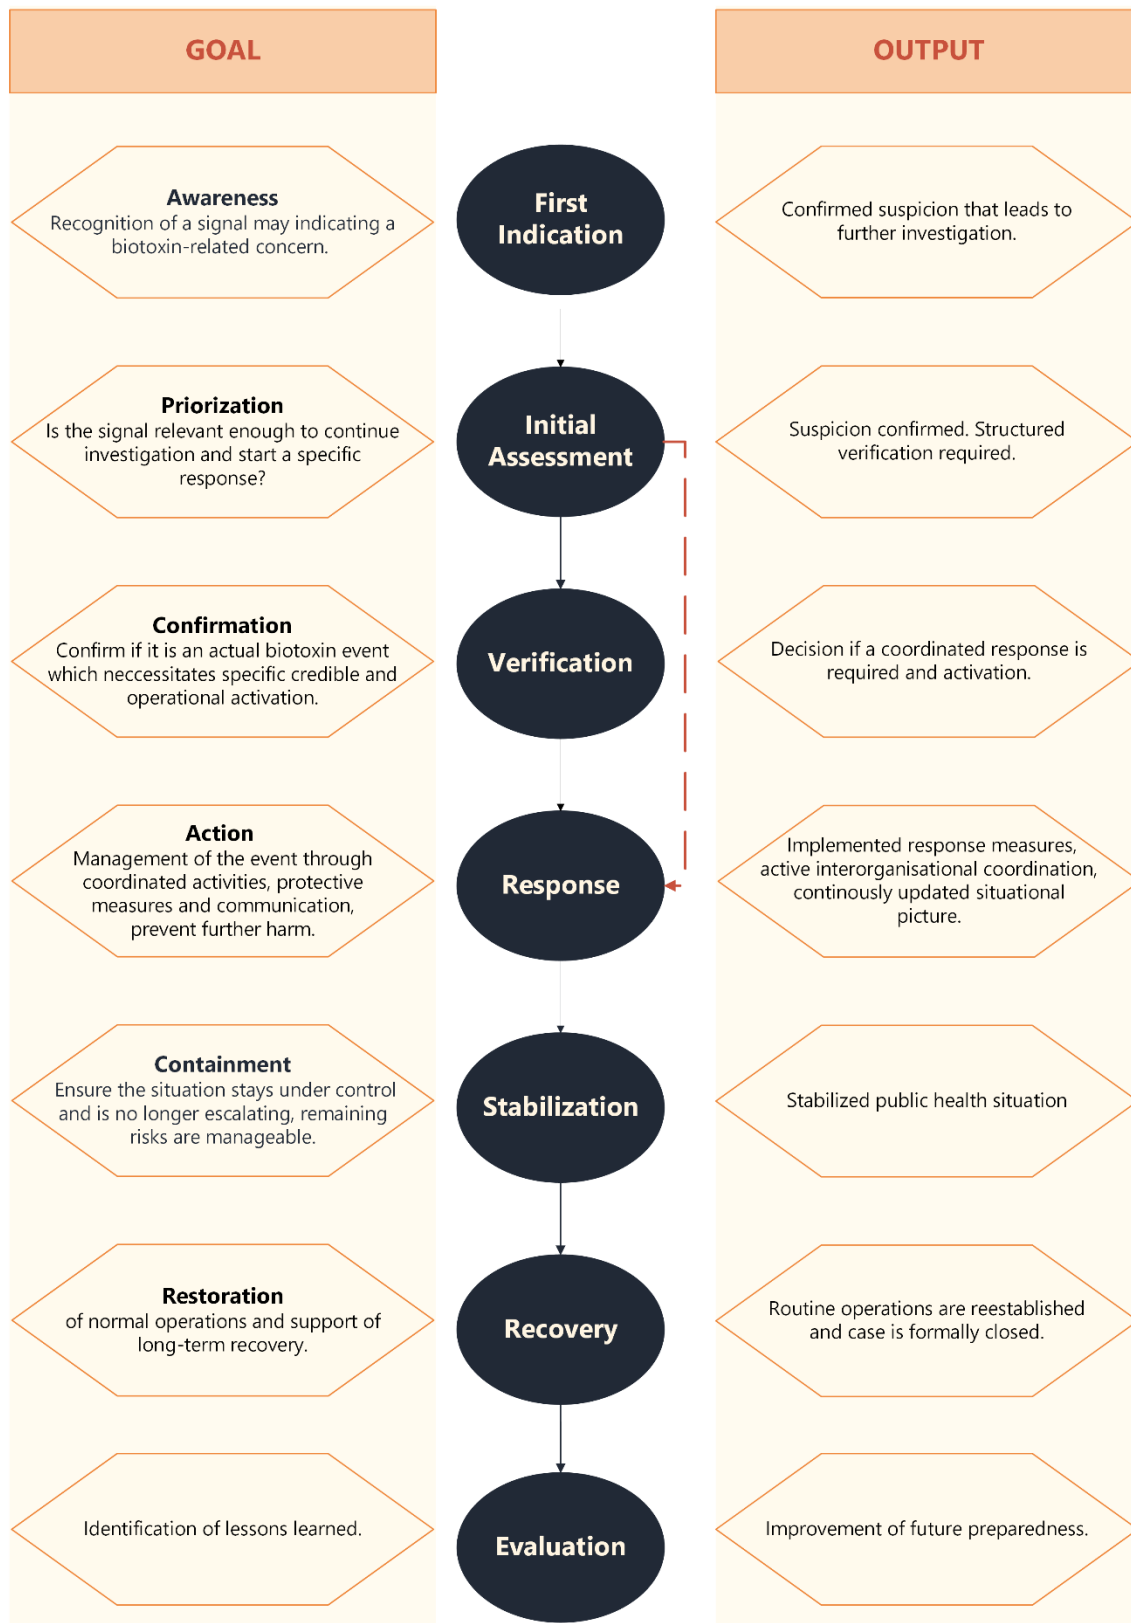 GOAL
OUTPUT
Awareness
Recognition of a signal may indicating a
biotoxin-related concern.
First
Indication
Confirmed suspicion that leads to
further investigation.
Priorization
Is the signal relevant enough to continue
investigation and start a specific
response?
Initial
Assessment
Suspicion confirmed. Structured
verification required.
Confirmation
Confirm if it is an actual biotoxin event
which neccessitates specific credible and
operational activation.
Verification
Decision if a coordinated response is
required and activation.
Action
Management of the event through
coordinated activities, protective
measures and communication,
prevent further harm.
Response
Implemented response measures,
active interorganisational coordination,
continously updated situational
picture.
Containment
Ensure the situation stays under control
and is no longer escalating, remaining
risks are manageable.
Stabilization
Stabilized public health situation
Restoration
of normal operations and support of
long-term recovery.
Recovery
Routine operations are reestablished
and case is formally closed.
Identification of lessons learned.
Evaluation
Improvement of future preparedness.